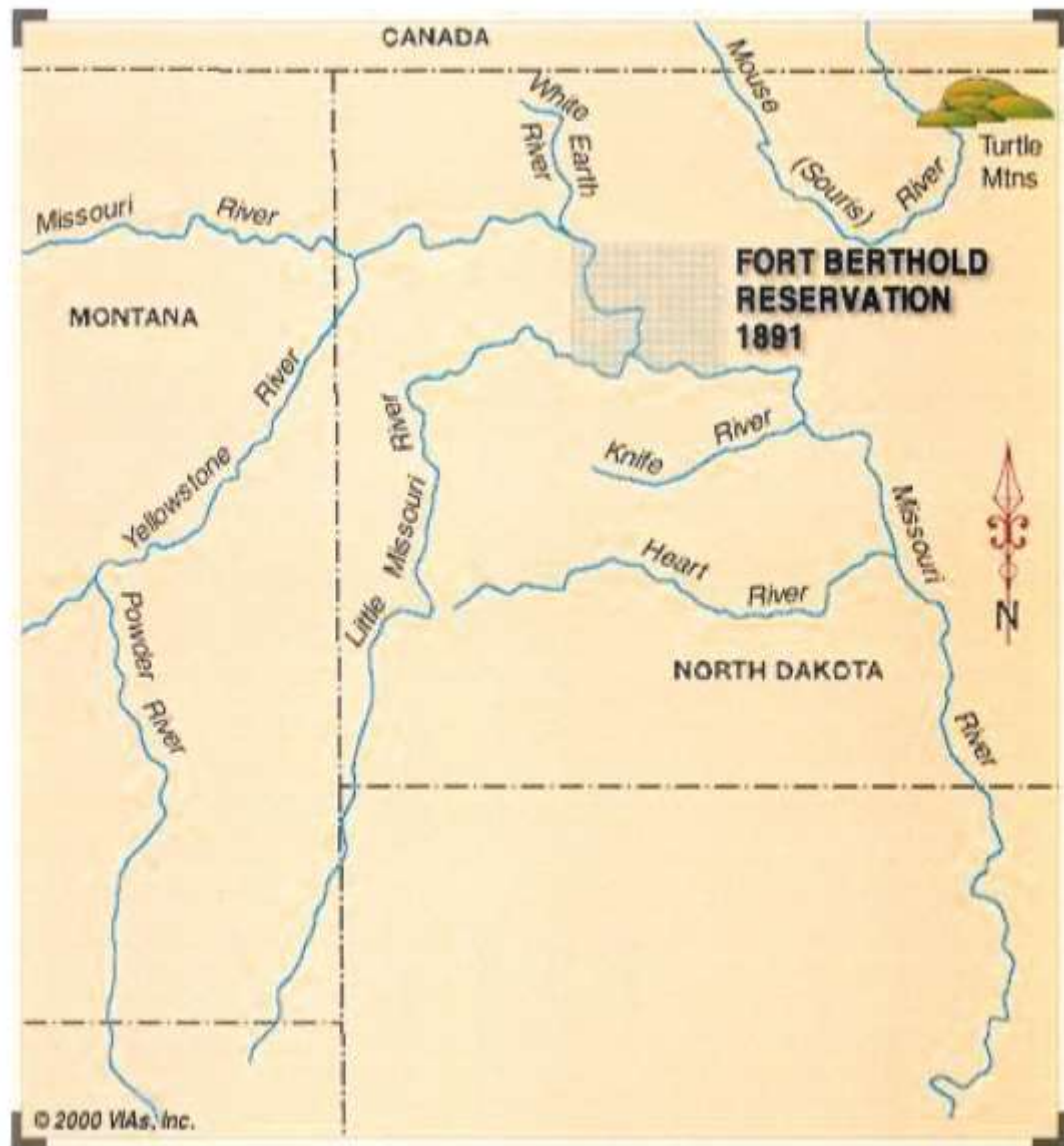 CANADA
White
Earth
River
Mouse
(Souris)
River
Turtle
Mtns
Missouri River
FORT BERTHOLD
RESERVATION
1891
MONTANA
Yellowstone River
Powder River
Little Missouri River
Knife River
Heart River
Missouri River
N
NORTH DAKOTA
© 2000 VIAs, Inc.